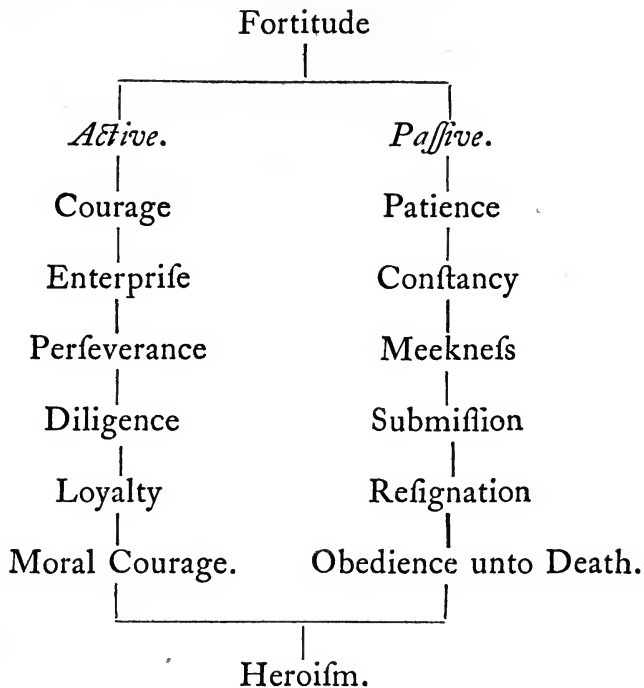 Fortitude
Active. Paſſive.
Courage Patience
Enterpriſe Conſtancy
Perſeverance Meekneſs
Diligence Submiſſion
Loyalty Reſignation
Moral Courage. Obedience unto Death.
Heroiſm.